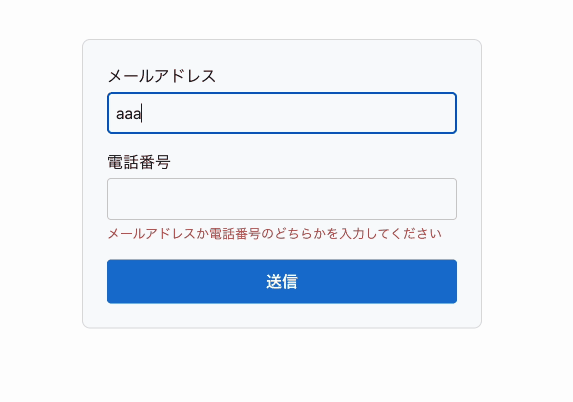 メールアドレス
aaa
電話番号
メールアドレスか電話番号のどちらかを入力してください
送信